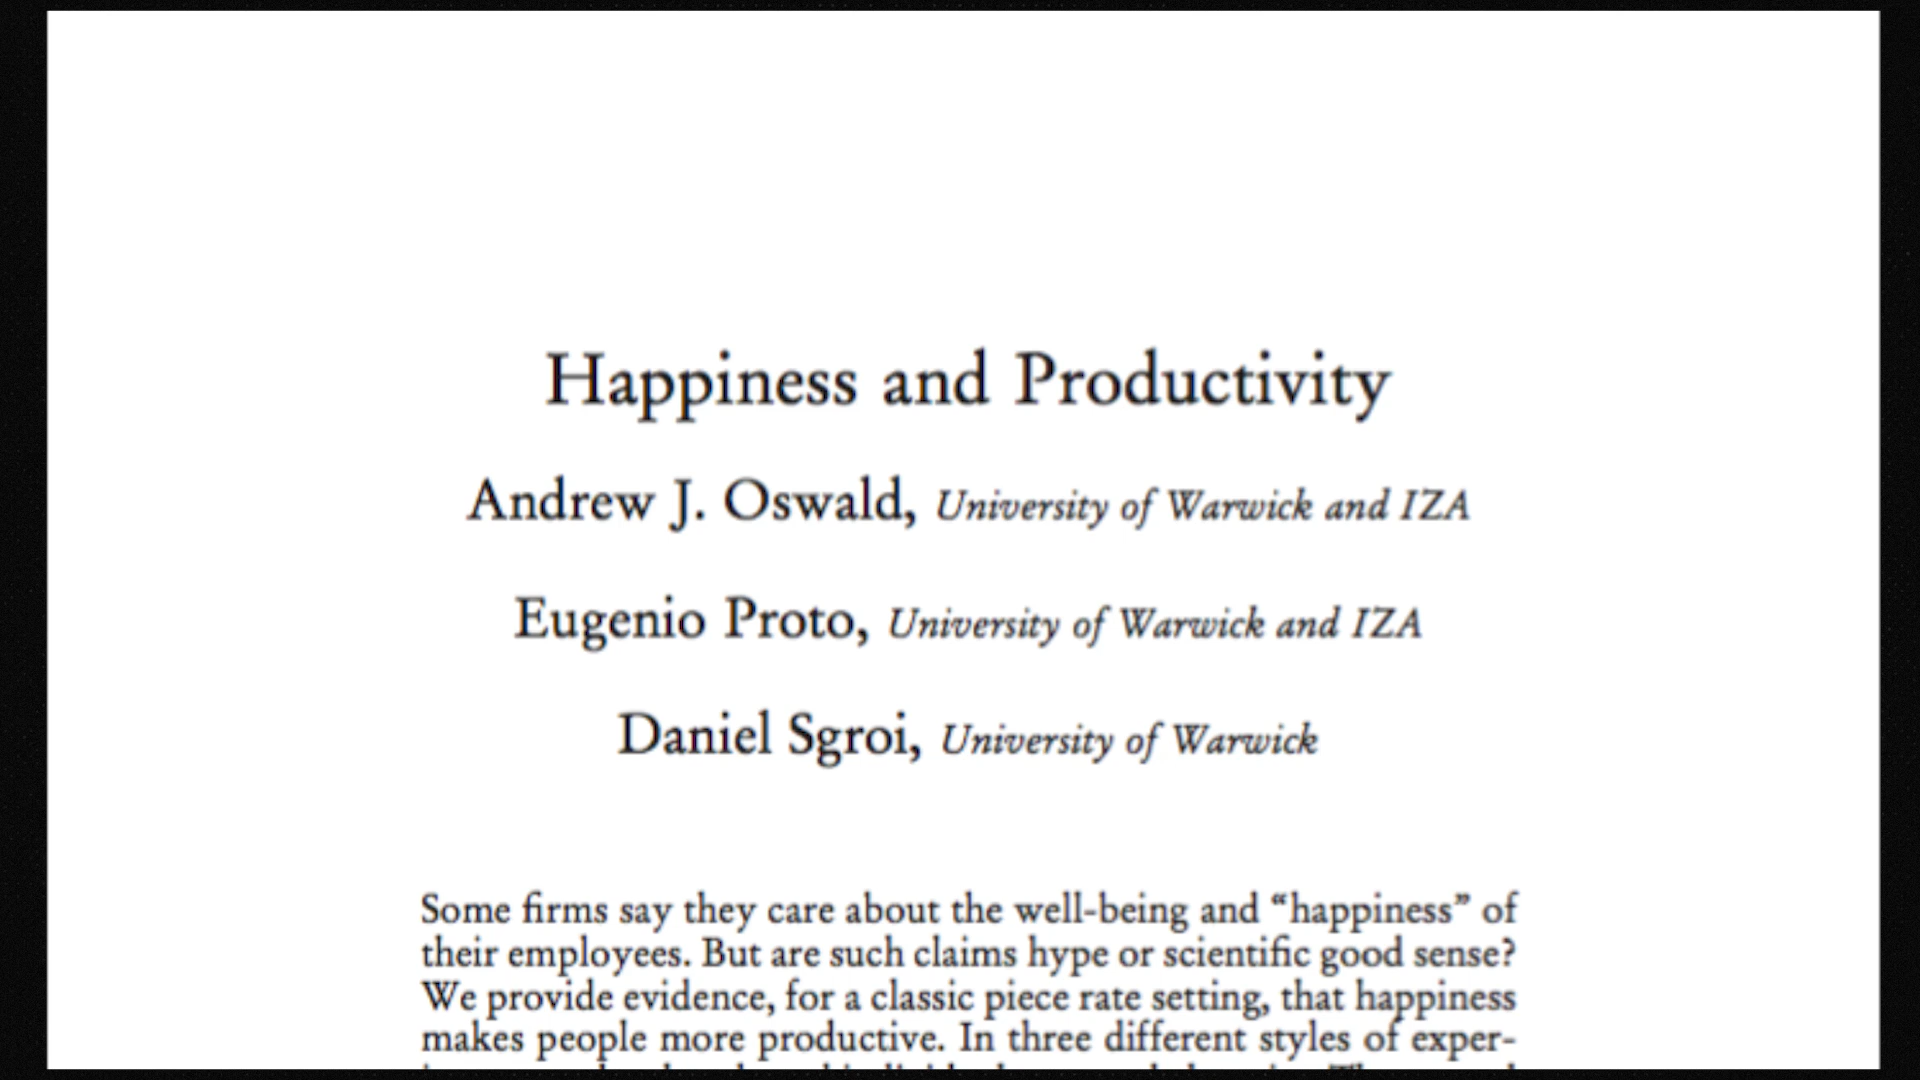 Happiness and Productivity
Andrew J. Oswald, University of Warwick and IZA
Eugenio Proto, University of Warwick and IZA
Daniel Sgroi, University of Warwick
Some firms say they care about the well-being and “happiness” of
their employees. But are such claims hype or scientific good sense?
We provide evidence, for a classic piece rate setting, that happiness
makes people more productive. In three different styles of exper-